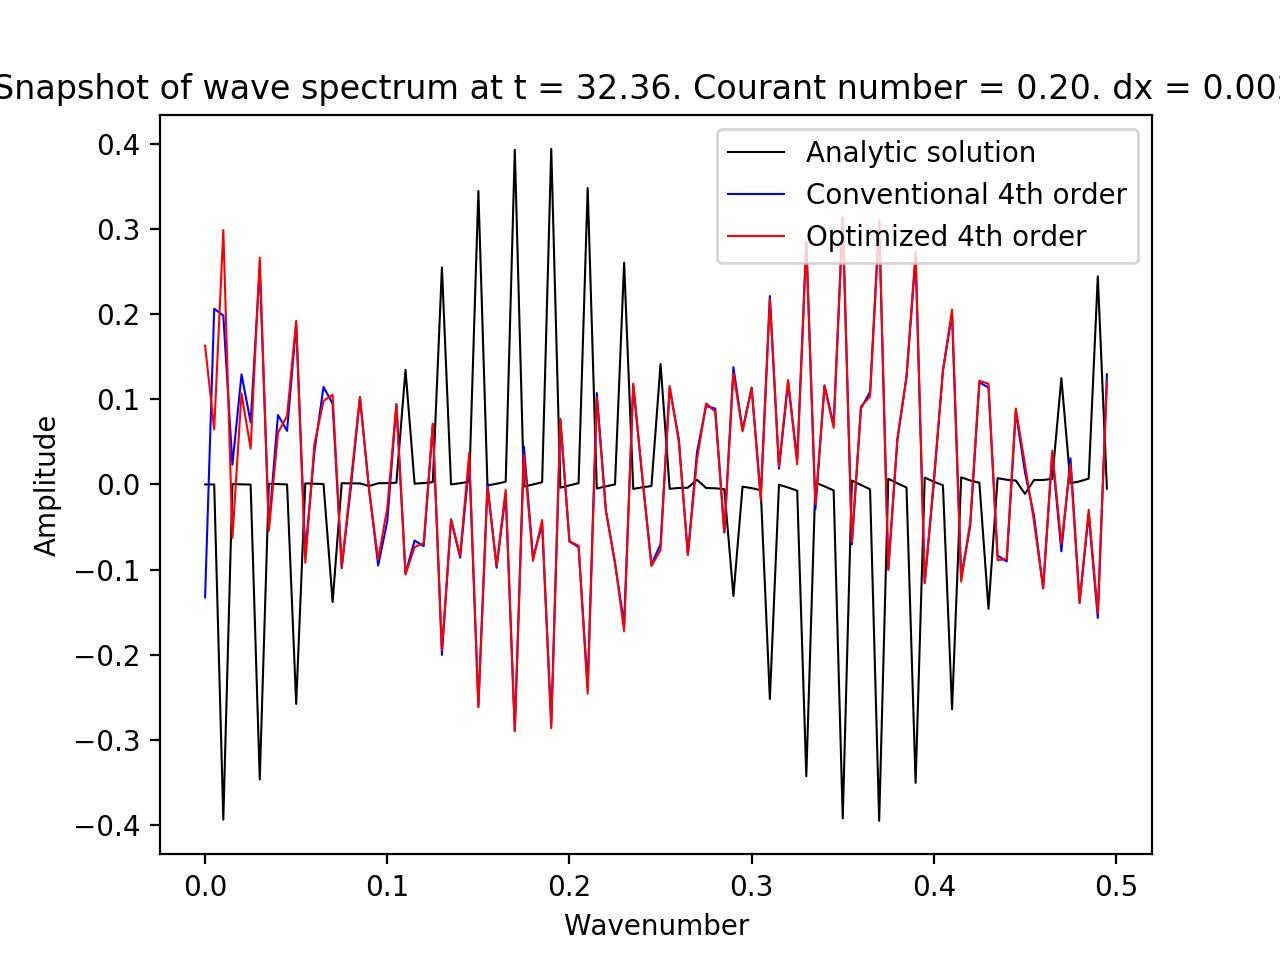 Snapshot of wave spectrum at t = 32.36. Courant number = 0.20. dx = 0.00
Analytic solution
Conventional 4th order
Optimized 4th order
Amplitude
0.4
0.3
0.2
0.1
0.0
−0.1
−0.2
−0.3
−0.4
0.0 0.1 0.2 0.3 0.4 0.5
Wavenumber